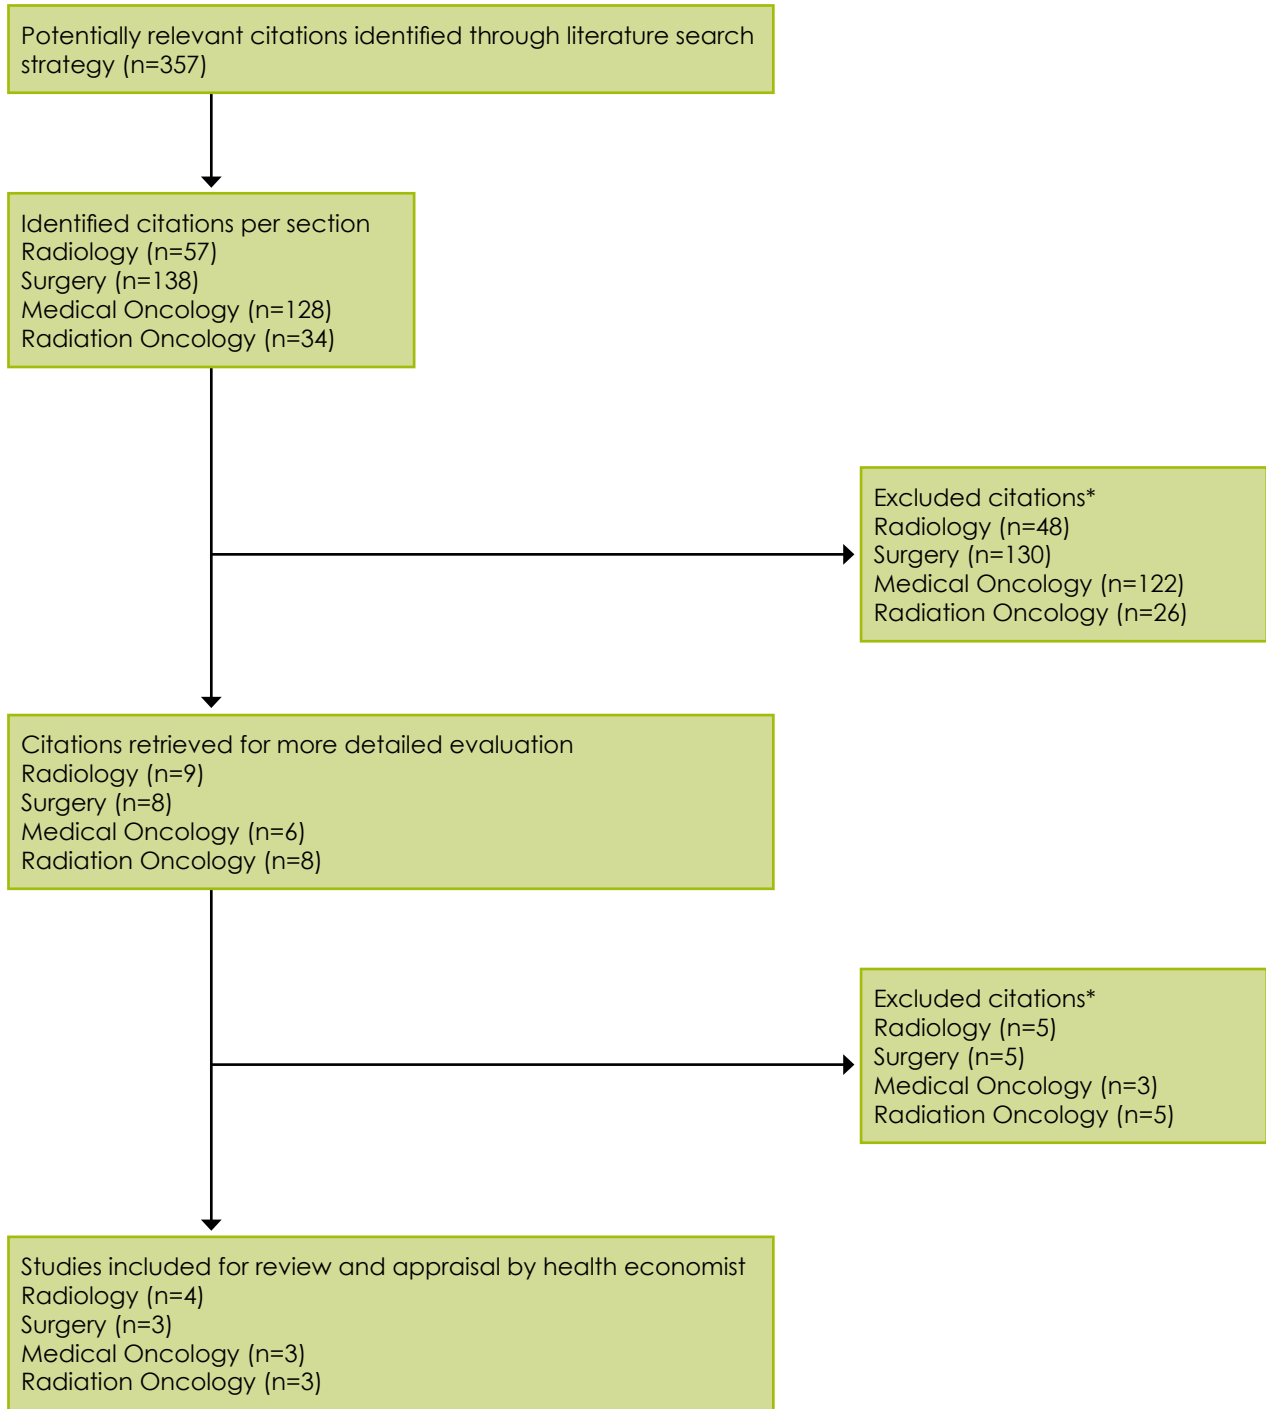 Potentially relevant citations identified through literature search
strategy (n=357)
Identified citations per section
Radiology (n=57)
Surgery (n=138)
Medical Oncology (n=128)
Radiation Oncology (n=34)
Excluded citations*
Radiology (n=48)
Surgery (n=130)
Medical Oncology (n=122)
Radiation Oncology (n=26)
Citations retrieved for more detailed evaluation
Radiology (n=9)
Surgery (n=8)
Medical Oncology (n=6)
Radiation Oncology (n=8)
Excluded citations*
Radiology (n=5)
Surgery (n=5)
Medical Oncology (n=3)
Radiation Oncology (n=5)
Studies included for review and appraisal by health economist
Radiology (n=4)
Surgery (n=3)
Medical Oncology (n=3)
Radiation Oncology (n=3)